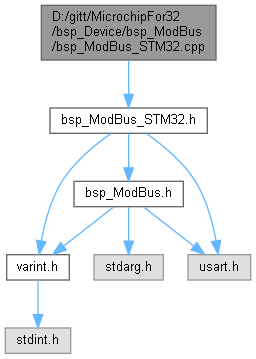 D:/gitt/MicrochipFor32
/bsp_Device/bsp_ModBus
/bsp_ModBus_STM32.cpp
bsp_ModBus_STM32.h
bsp_ModBus.h
varint.h
stdarg.h
usart.h
stdint.h